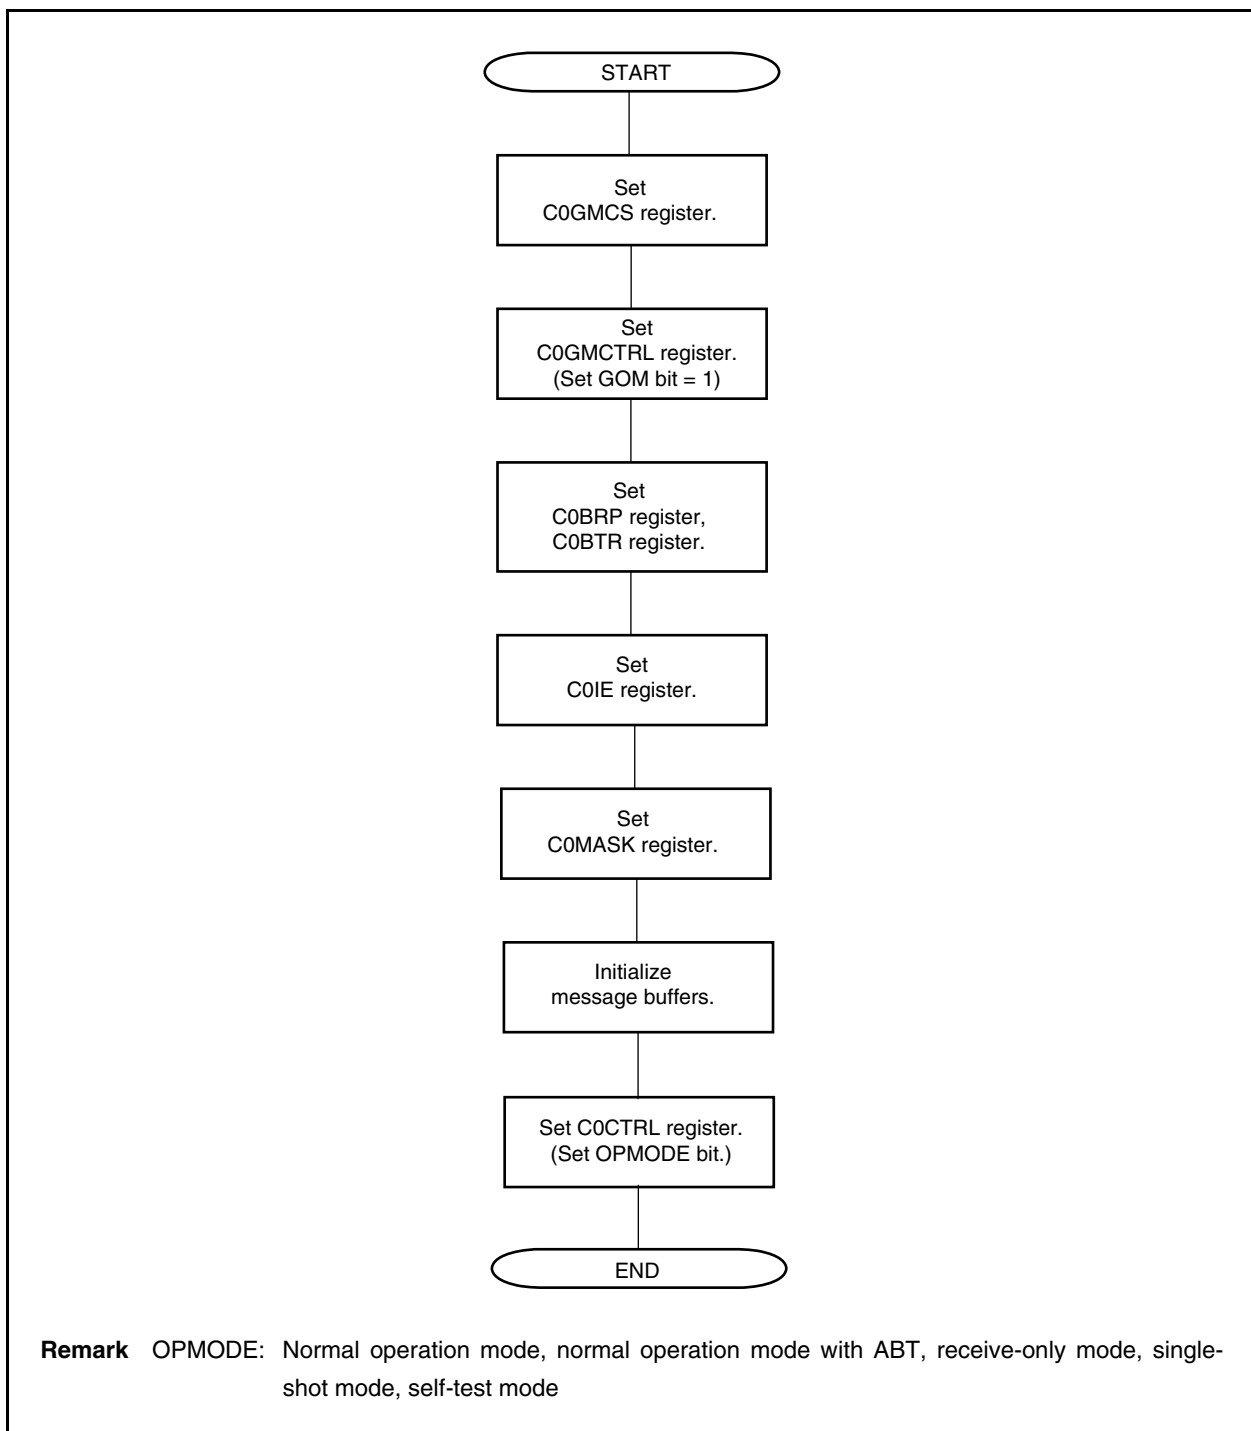 START
Set
C0GMCS register.
Set
C0GMCTRL register.
(Set GOM bit = 1)
Set
C0BRP register,
C0BTR register.
Set
C0IE register.
Set
C0MASK register.
Initialize
message buffers.
Set C0CTRL register.
(Set OPMODE bit.)
END
Remark OPMODE: Normal operation mode, normal operation mode with ABT, receive-only mode, single-
shot mode, self-test mode